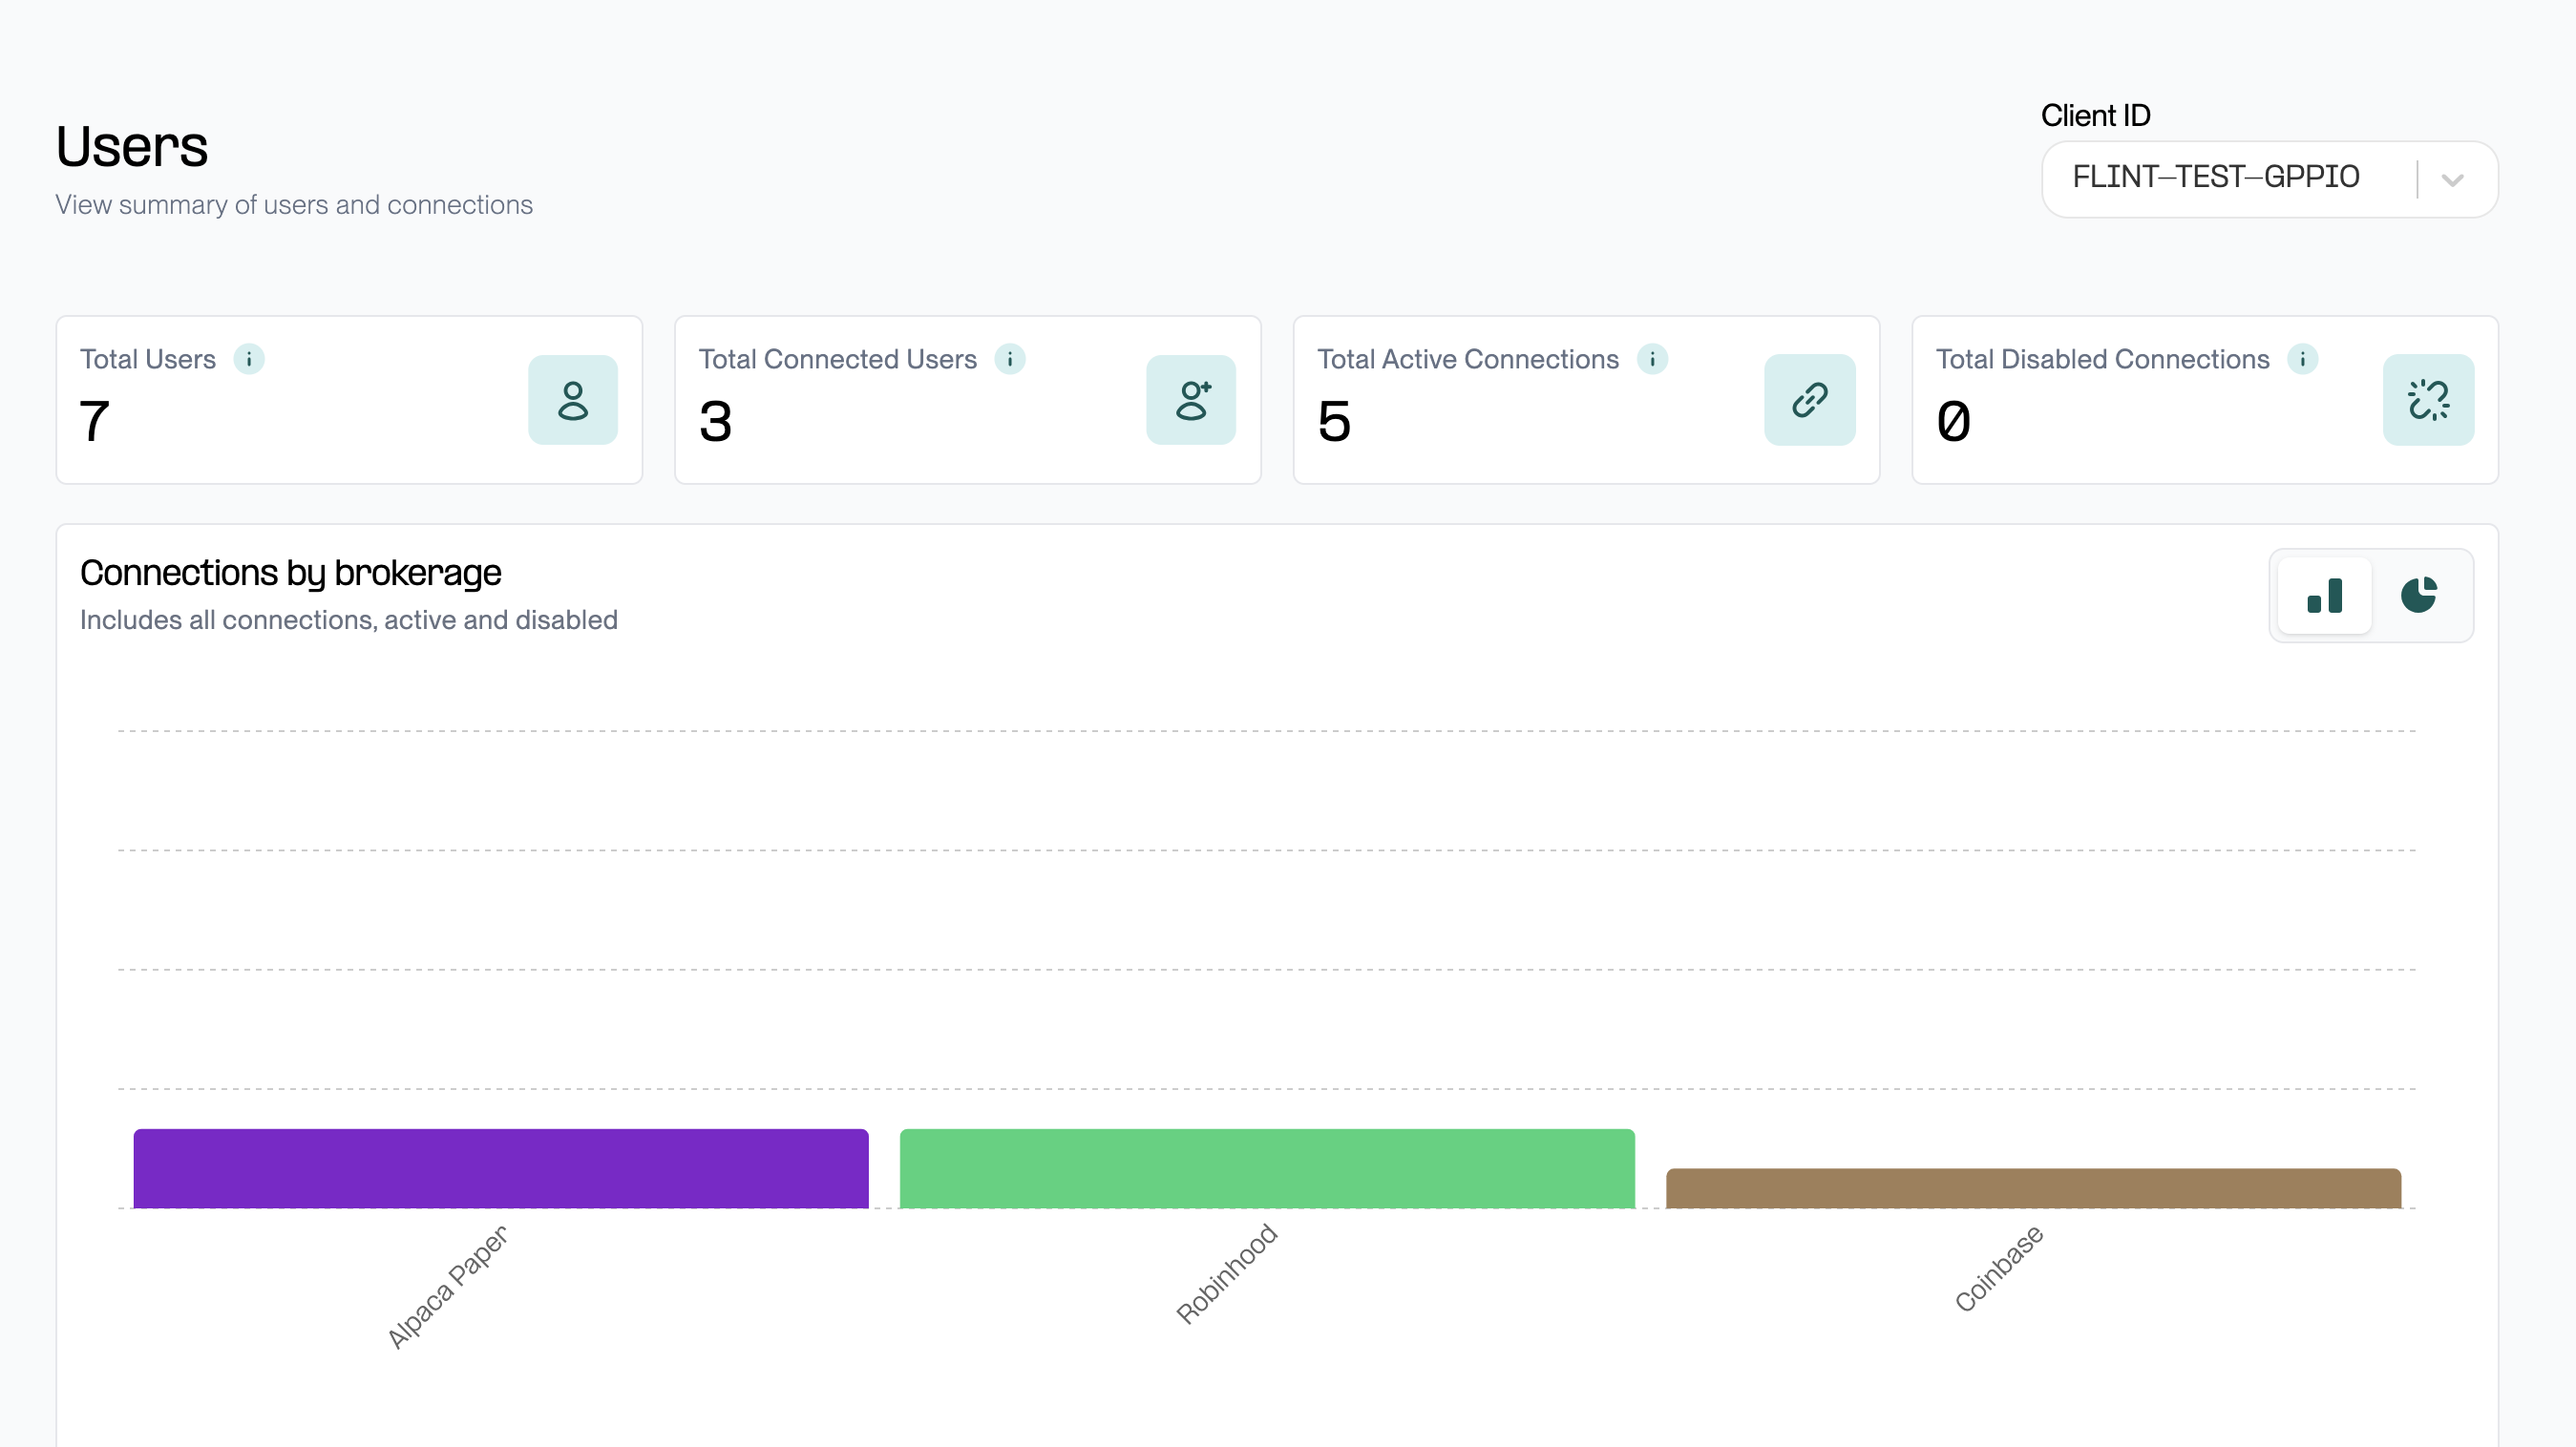 Client ID
Users
FLINT–TEST–GPPIO
View summary of users and connections
Total Users
7
Total Connected Users
3
Total Active Connections
5
Total Disabled Connections
0
Connections by brokerage
Includes all connections, active and disabled
Alpaca Paper
Robinhood
Coinbase